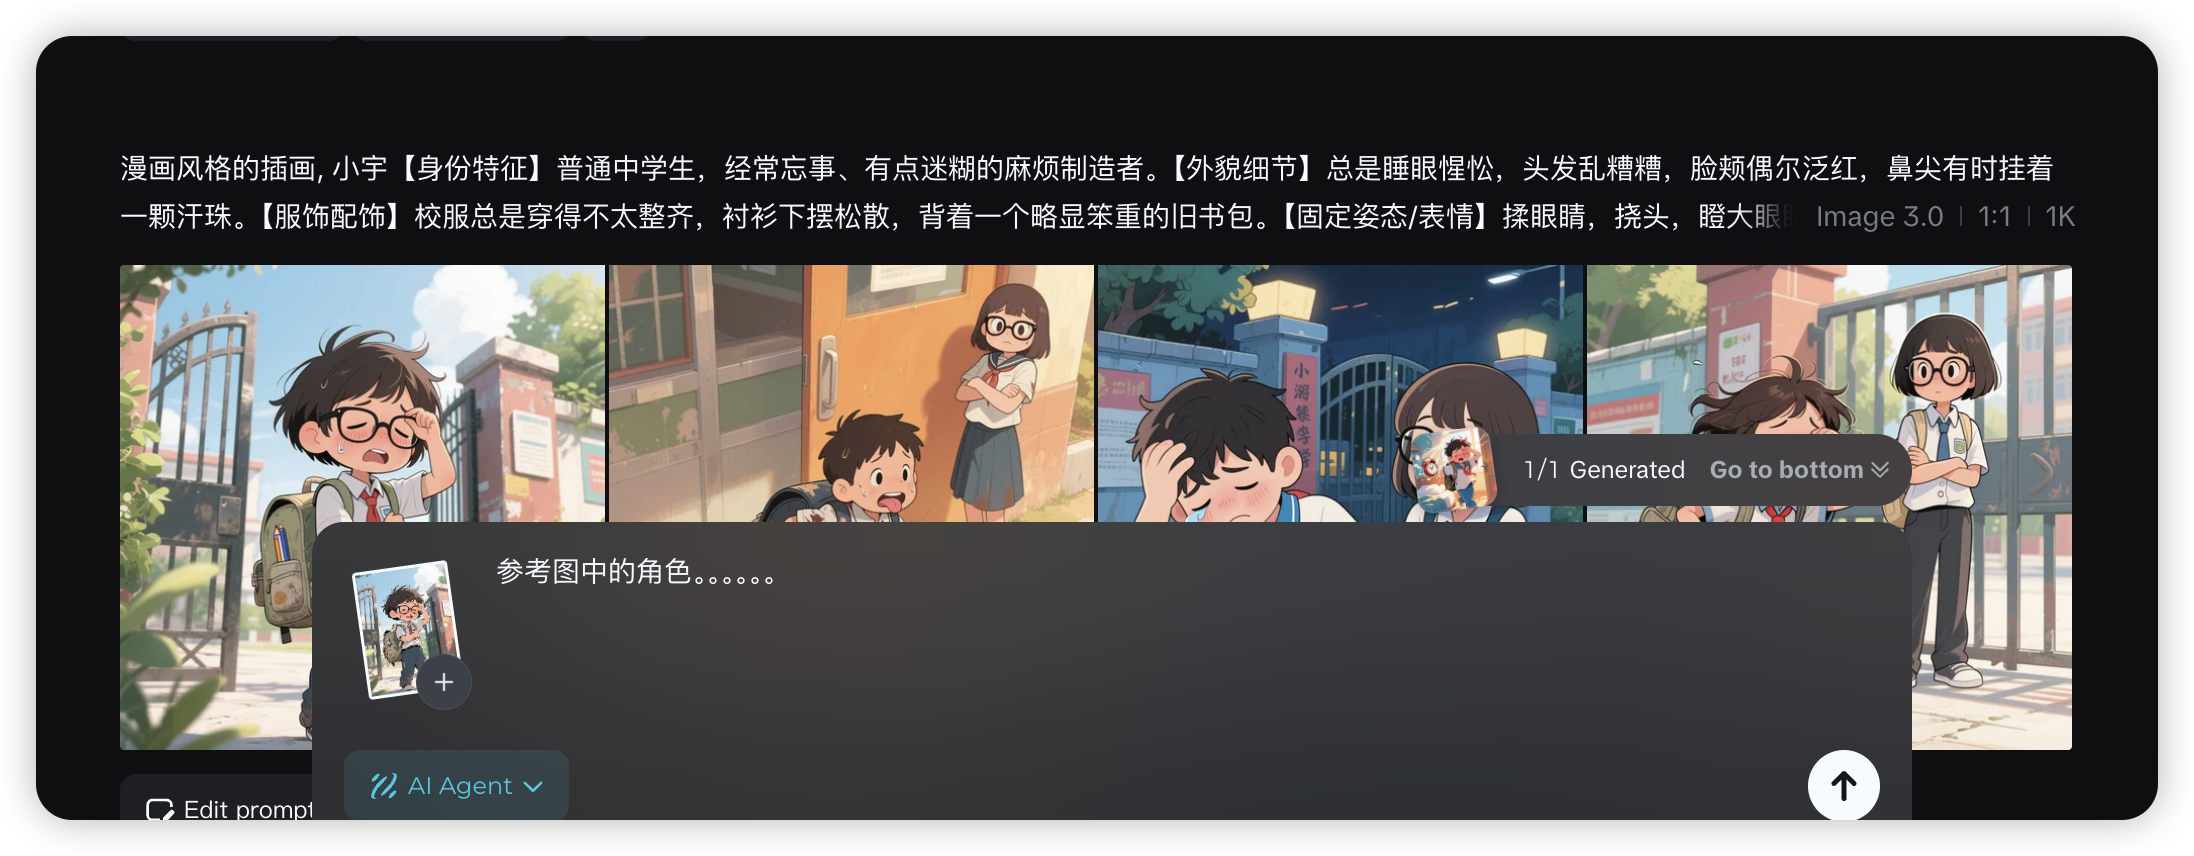 漫画风格的插画, 小宇【身份特征】普通中学生，经常忘事、有点迷糊的麻烦制造者。【外貌细节】总是睡眼惺忪，头发乱糟糟，脸颊偶尔泛红，鼻尖有时挂着
一颗汗珠。【服饰配饰】校服总是穿得不太整齐，衬衫下摆松散，背着一个略显笨重的旧书包。【固定姿态/表情】揉眼睛，挠头，瞪大眼 Image 3.0 | 1:1 | 1K
1/1 Generated Go to bottom
参考图中的角色。。。。。。
AI Agent
Edit prompt